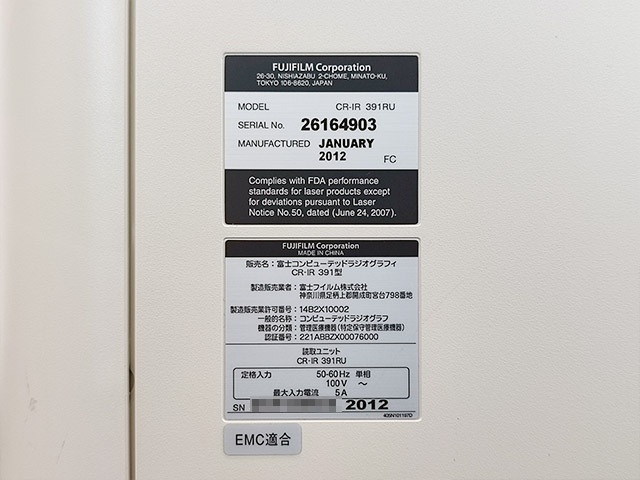 FUJIFILM Corporation
26-30, NISHIAZABU 2-CHOME, MINATO-KU,
TOKYO 106-8620, JAPAN
MODEL CR-IR 391RU
SERIAL No. 26164903
MANUFACTURED JANUARY
2012 FC
Complies with FDA performance
standards for laser products except
for deviations pursuant to Laser
Notice No.50, dated (June 24, 2007).
FUJIFILM Corporation
MADE IN CHINA
販売名：富士コンピューテッドラジオグラフィ
CR-IR 391型
製造販売業者：富士フイルム株式会社
神奈川県足柄上郡開成町宮台798番地
製造販売業許可番号：14B2X10002
一般的名称：コンピューテッドラジオグラフ
機器の分類：管理医療機器(特定保守管理医療機器)
認証番号：221ABBZX00076000
読取ユニット
CR-IR 391RU
定格入力 50-60Hz 単相
100V ～
最大入力電流 5A
SN 2012
405N101197D
EMC適合